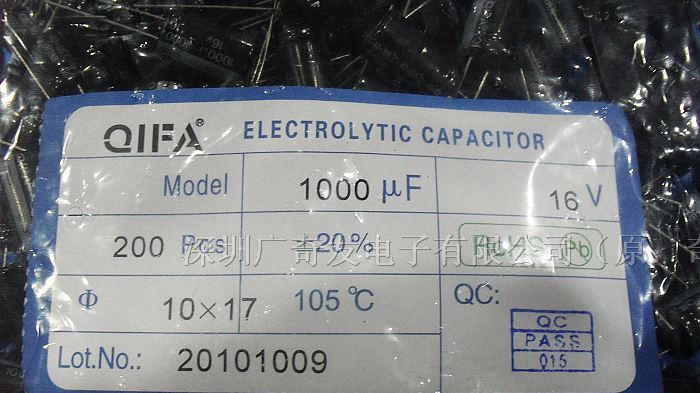 QIFA® ELECTROLYTIC CAPACITOR
Model 1000 μF 16 V
200 Pcs ±20% RoHS Pb
深圳广奇发电子有限公司（原
Φ 10×17 105℃ QC:
QC
PASS
015
Lot.No.: 20101009